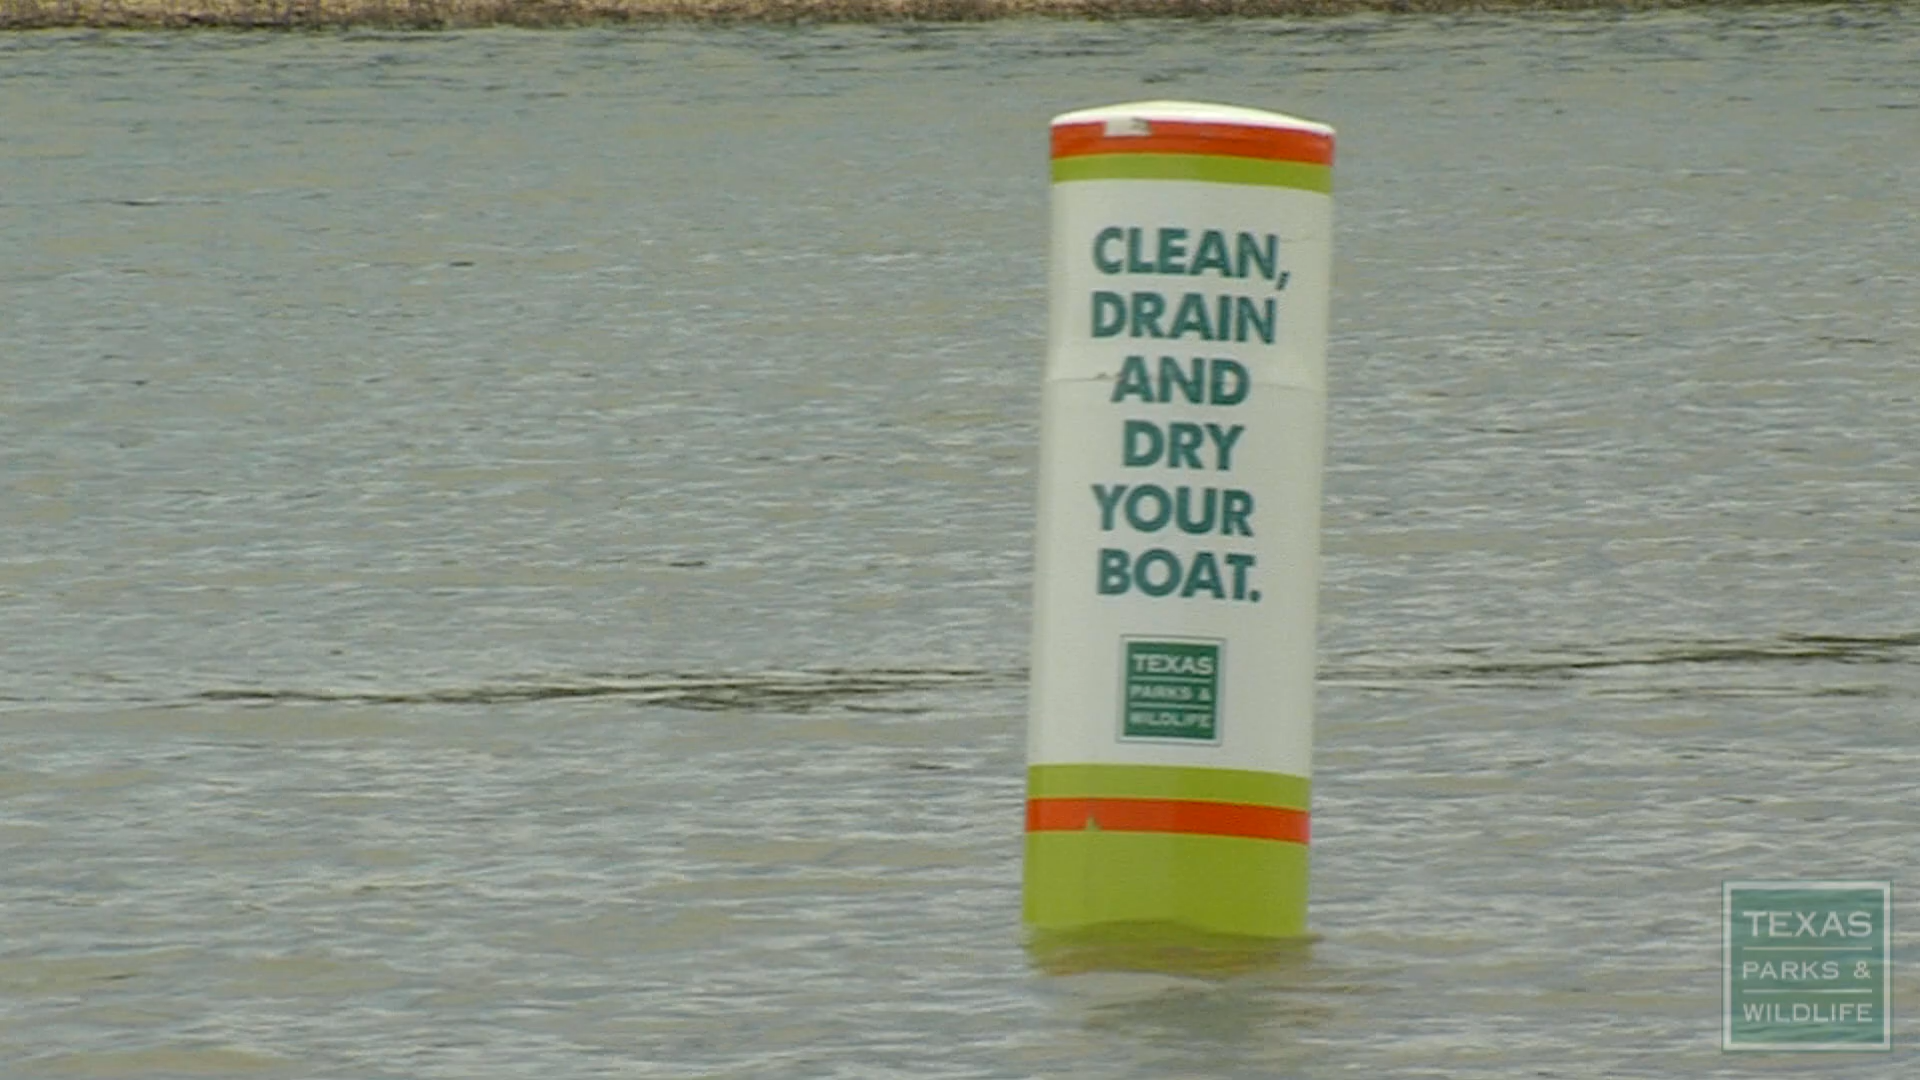 CLEAN,
DRAIN
AND
DRY
YOUR
BOAT.
TEXAS
PARKS &
WILDLIFE
TEXAS
PARKS &
WILDLIFE